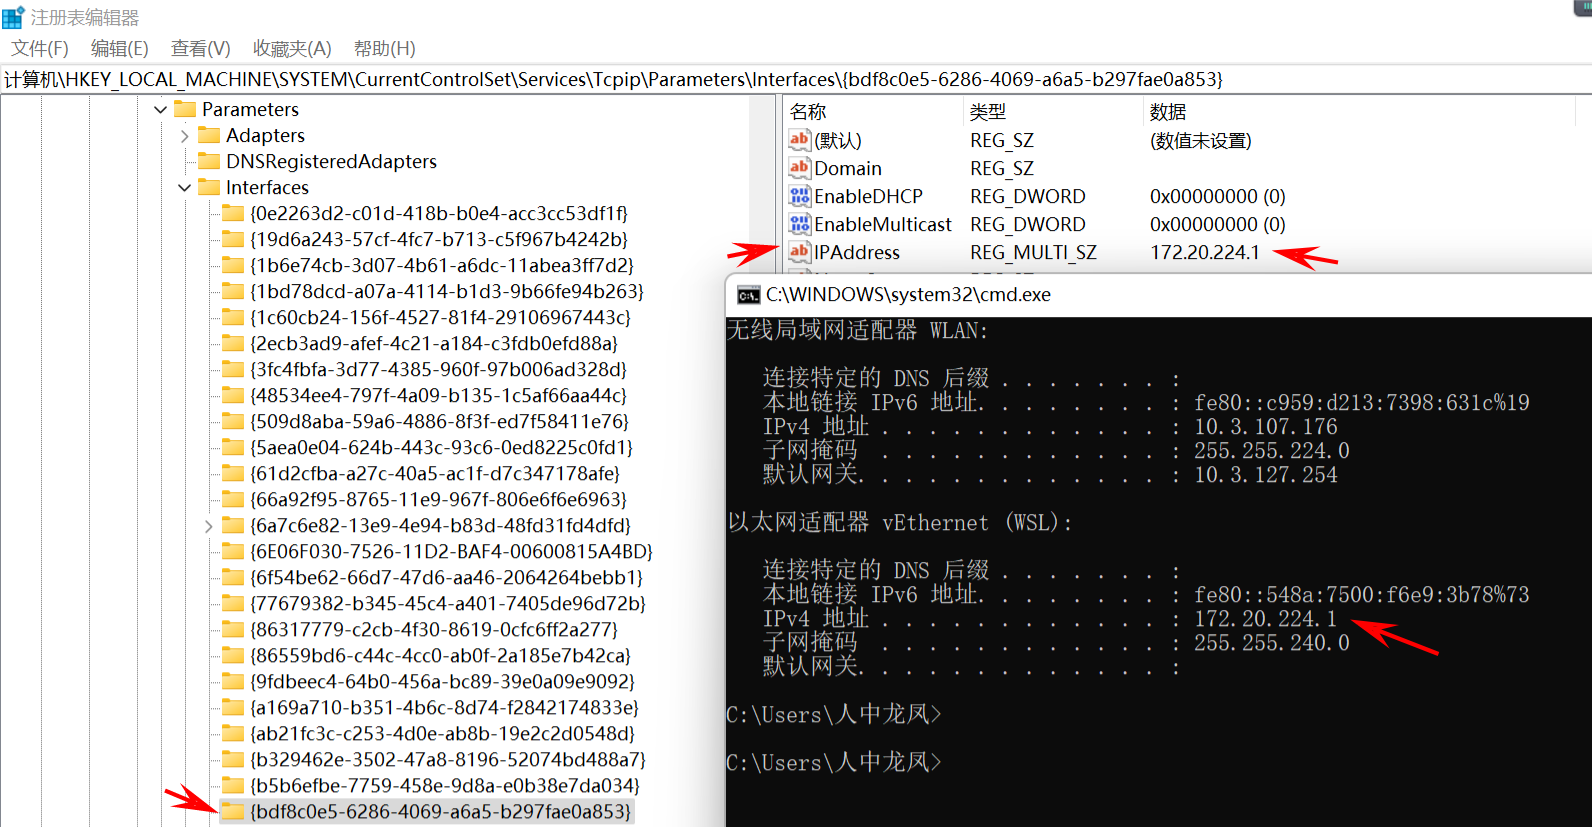 注册表编辑器
文件(F) 编辑(E) 查看(V) 收藏夹(A) 帮助(H)
计算机\HKEY_LOCAL_MACHINE\SYSTEM\CurrentControlSet\Services\Tcpip\Parameters\Interfaces\{bdf8c0e5-6286-4069-a6a5-b297fae0a853}
Parameters
Adapters
DNSRegisteredAdapters
Interfaces
{0e2263d2-c01d-418b-b0e4-acc3cc53df1f}
{19d6a243-57cf-4fc7-b713-c5f967b4242b}
{1b6e74cb-3d07-4b61-a6dc-11abea3ff7d2}
{1bd78dcd-a07a-4114-b1d3-9b66fe94b263}
{1c60cb24-156f-4527-81f4-29106967443c}
{2ecb3ad9-afef-4c21-a184-c3fdb0efd88a}
{3fc4fbfa-3d77-4385-960f-97b006ad328d}
{48534ee4-797f-4a09-b135-1c5af66aa44c}
{509d8aba-59a6-4886-8f3f-ed7f58411e76}
{5aea0e04-624b-443c-93c6-0ed8225c0fd1}
{61d2cfba-a27c-40a5-ac1f-d7c347178afe}
{66a92f95-8765-11e9-967f-806e6f6e6963}
{6a7c6e82-13e9-4e94-b83d-48fd31fd4dfd}
{6E06F030-7526-11D2-BAF4-00600815A4BD}
{6f54be62-66d7-47d6-aa46-2064264bebb1}
{77679382-b345-45c4-a401-7405de96d72b}
{86317779-c2cb-4f30-8619-0cfc6ff2a277}
{86559bd6-c44c-4cc0-ab0f-2a185e7b42ca}
{9fdbeec4-64b0-456a-bc89-39e0a09e9092}
{a169a710-b351-4b6c-8d74-f2842174833e}
{ab21fc3c-c253-4d0e-ab8b-19e2c2d0548d}
{b329462e-3502-47a8-8196-52074bd488a7}
{b5b6efbe-7759-458e-9d8a-e0b38e7da034}
{bdf8c0e5-6286-4069-a6a5-b297fae0a853}
名称 类型 数据
(默认) REG_SZ (数值未设置)
Domain REG_SZ
EnableDHCP REG_DWORD 0x00000000 (0)
EnableMulticast REG_DWORD 0x00000000 (0)
IPAddress REG_MULTI_SZ 172.20.224.1
C:\WINDOWS\system32\cmd.exe
无线局域网适配器 WLAN:
连接特定的 DNS 后缀 . . . . . . . :
本地链接 IPv6 地址. . . . . . . . : fe80::c959:d213:7398:631c%19
IPv4 地址 . . . . . . . . . . . . : 10.3.107.176
子网掩码 . . . . . . . . . . . . : 255.255.224.0
默认网关. . . . . . . . . . . . . : 10.3.127.254
以太网适配器 vEthernet (WSL):
连接特定的 DNS 后缀 . . . . . . . :
本地链接 IPv6 地址. . . . . . . . : fe80::548a:7500:f6e9:3b78%73
IPv4 地址 . . . . . . . . . . . . : 172.20.224.1
子网掩码 . . . . . . . . . . . . : 255.255.240.0
默认网关. . . . . . . . . . . . . :
C:\Users\人中龙凤>
C:\Users\人中龙凤>